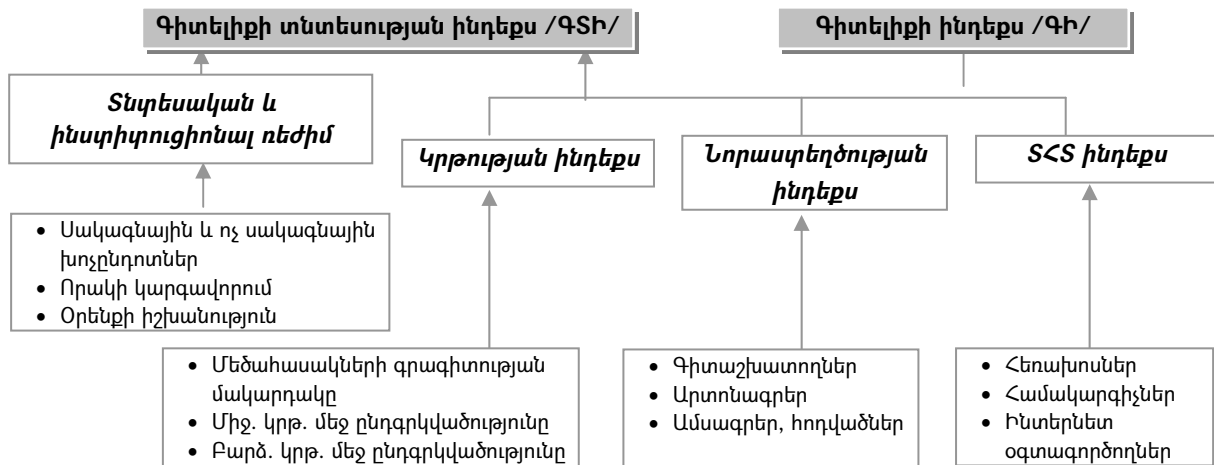 Գիտելիքի տնտեսության ինդեքս /ԳՏԻ/
Գիտելիքի ինդեքս /ԳԻ/
Տնտեսական և
ինստիտուցիոնալ ռեժիմ
Կրթության ինդեքս
Նորաստեղծության
ինդեքս
ՏՀՏ ինդեքս
• Սակագնային և ոչ սակագնային
խոչընդոտներ
• Որակի կարգավորում
• Օրենքի իշխանություն
• Մեծահասակների գրագիտության
մակարդակը
• Միջ. կրթ. մեջ ընդգրկվածությունը
• Բարձ. կրթ. մեջ ընդգրկվածությունը
• Գիտաշխատողներ
• Արտոնագրեր
• Ամսագրեր, հոդվածներ
• Հեռախոսներ
• Համակարգիչներ
• Ինտերնետ
օգտագործողներ